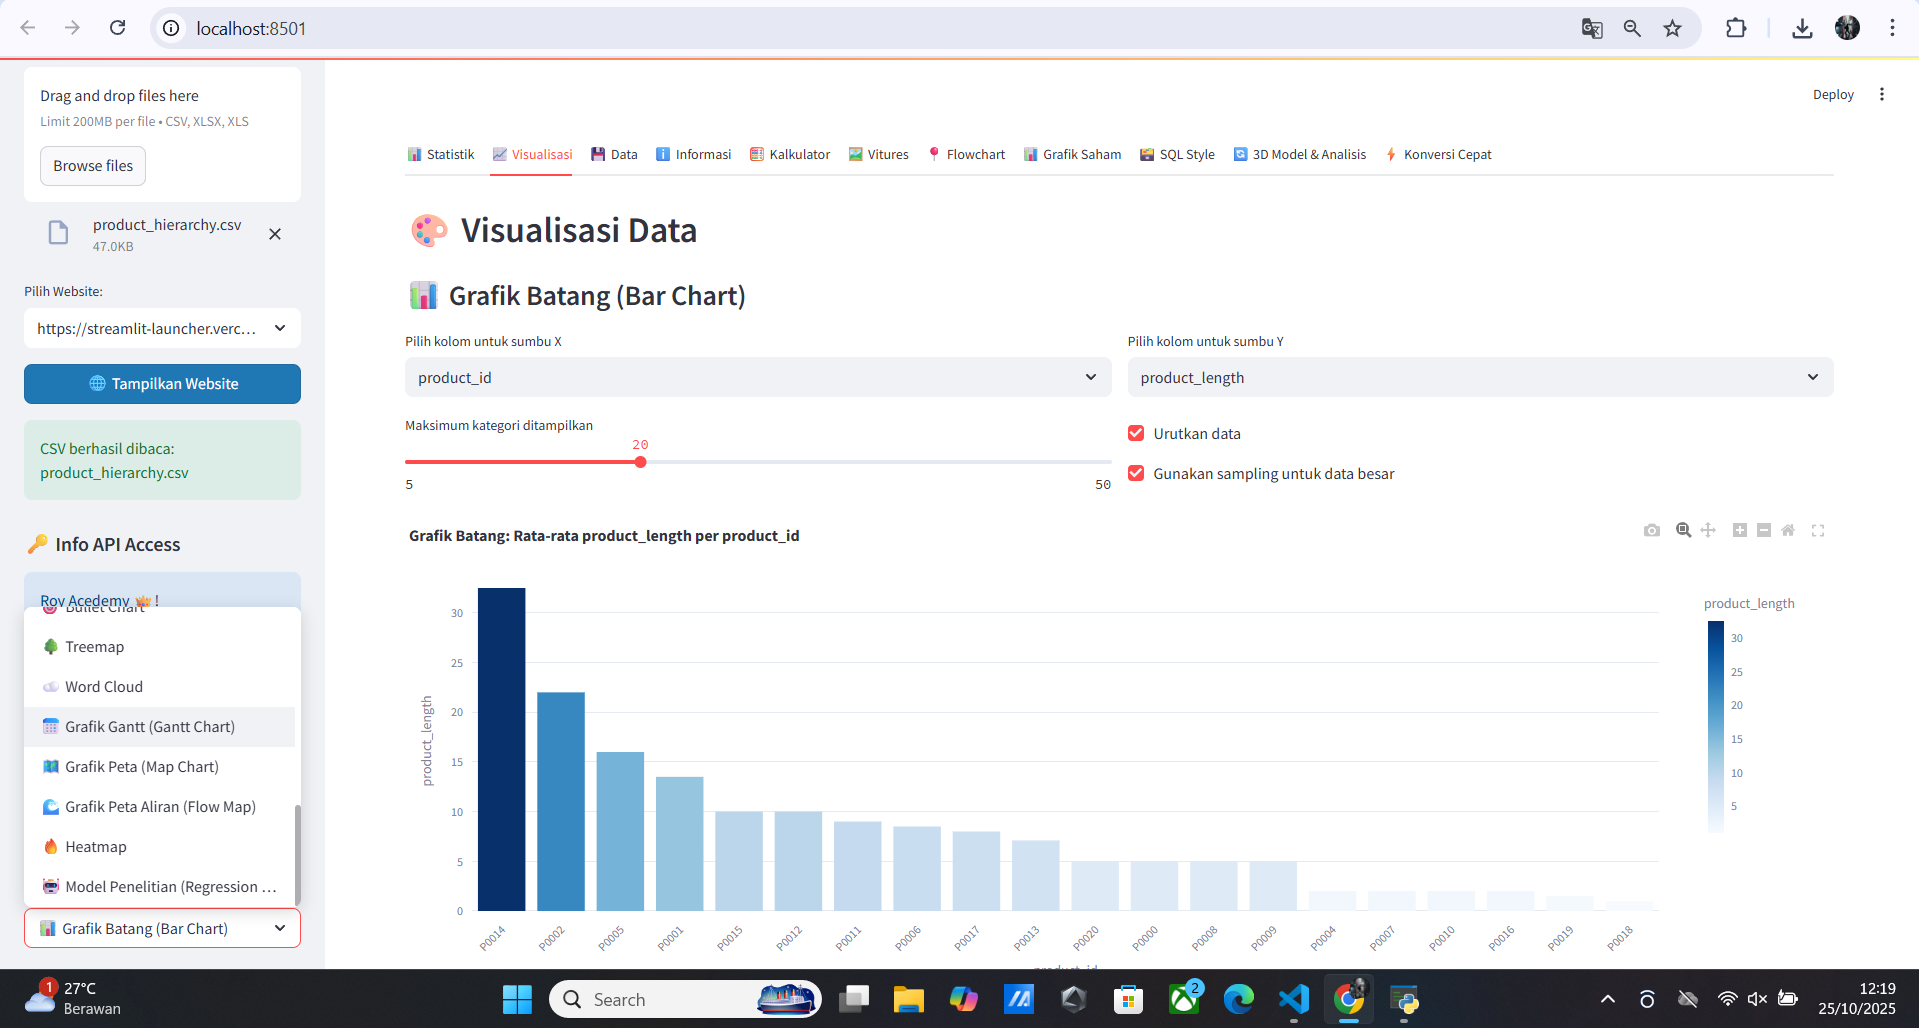 localhost:8501
Drag and drop files here
Limit 200MB per file • CSV, XLSX, XLS
Browse files
product_hierarchy.csv
47.0KB
Pilih Website:
https://streamlit-launcher.verc...
Tampilkan Website
CSV berhasil dibaca:
product_hierarchy.csv
Info API Access
Roy Acedemy !
Bullet Chart
Treemap
Word Cloud
Grafik Gantt (Gantt Chart)
Grafik Peta (Map Chart)
Grafik Peta Aliran (Flow Map)
Heatmap
Model Penelitian (Regression ...
Grafik Batang (Bar Chart)
Deploy
Statistik Visualisasi Data Informasi Kalkulator Vitures Flowchart Grafik Saham SQL Style 3D Model & Analisis Konversi Cepat
Visualisasi Data
Grafik Batang (Bar Chart)
Pilih kolom untuk sumbu X
product_id
Pilih kolom untuk sumbu Y
product_length
Maksimum kategori ditampilkan
20
5 50
Urutkan data
Gunakan sampling untuk data besar
Grafik Batang: Rata-rata product_length per product_id
product_length
30
25
20
15
10
5
0
P0014 P0002 P0005 P0001 P0015 P0012 P0011 P0006 P0017 P0013 P0020 P0000 P0008 P0009 P0004 P0007 P0010 P0016 P0019 P0018
product_id
product_length
30
25
20
15
10
5
1
27°C
Berawan
Search
2
12:19
25/10/2025